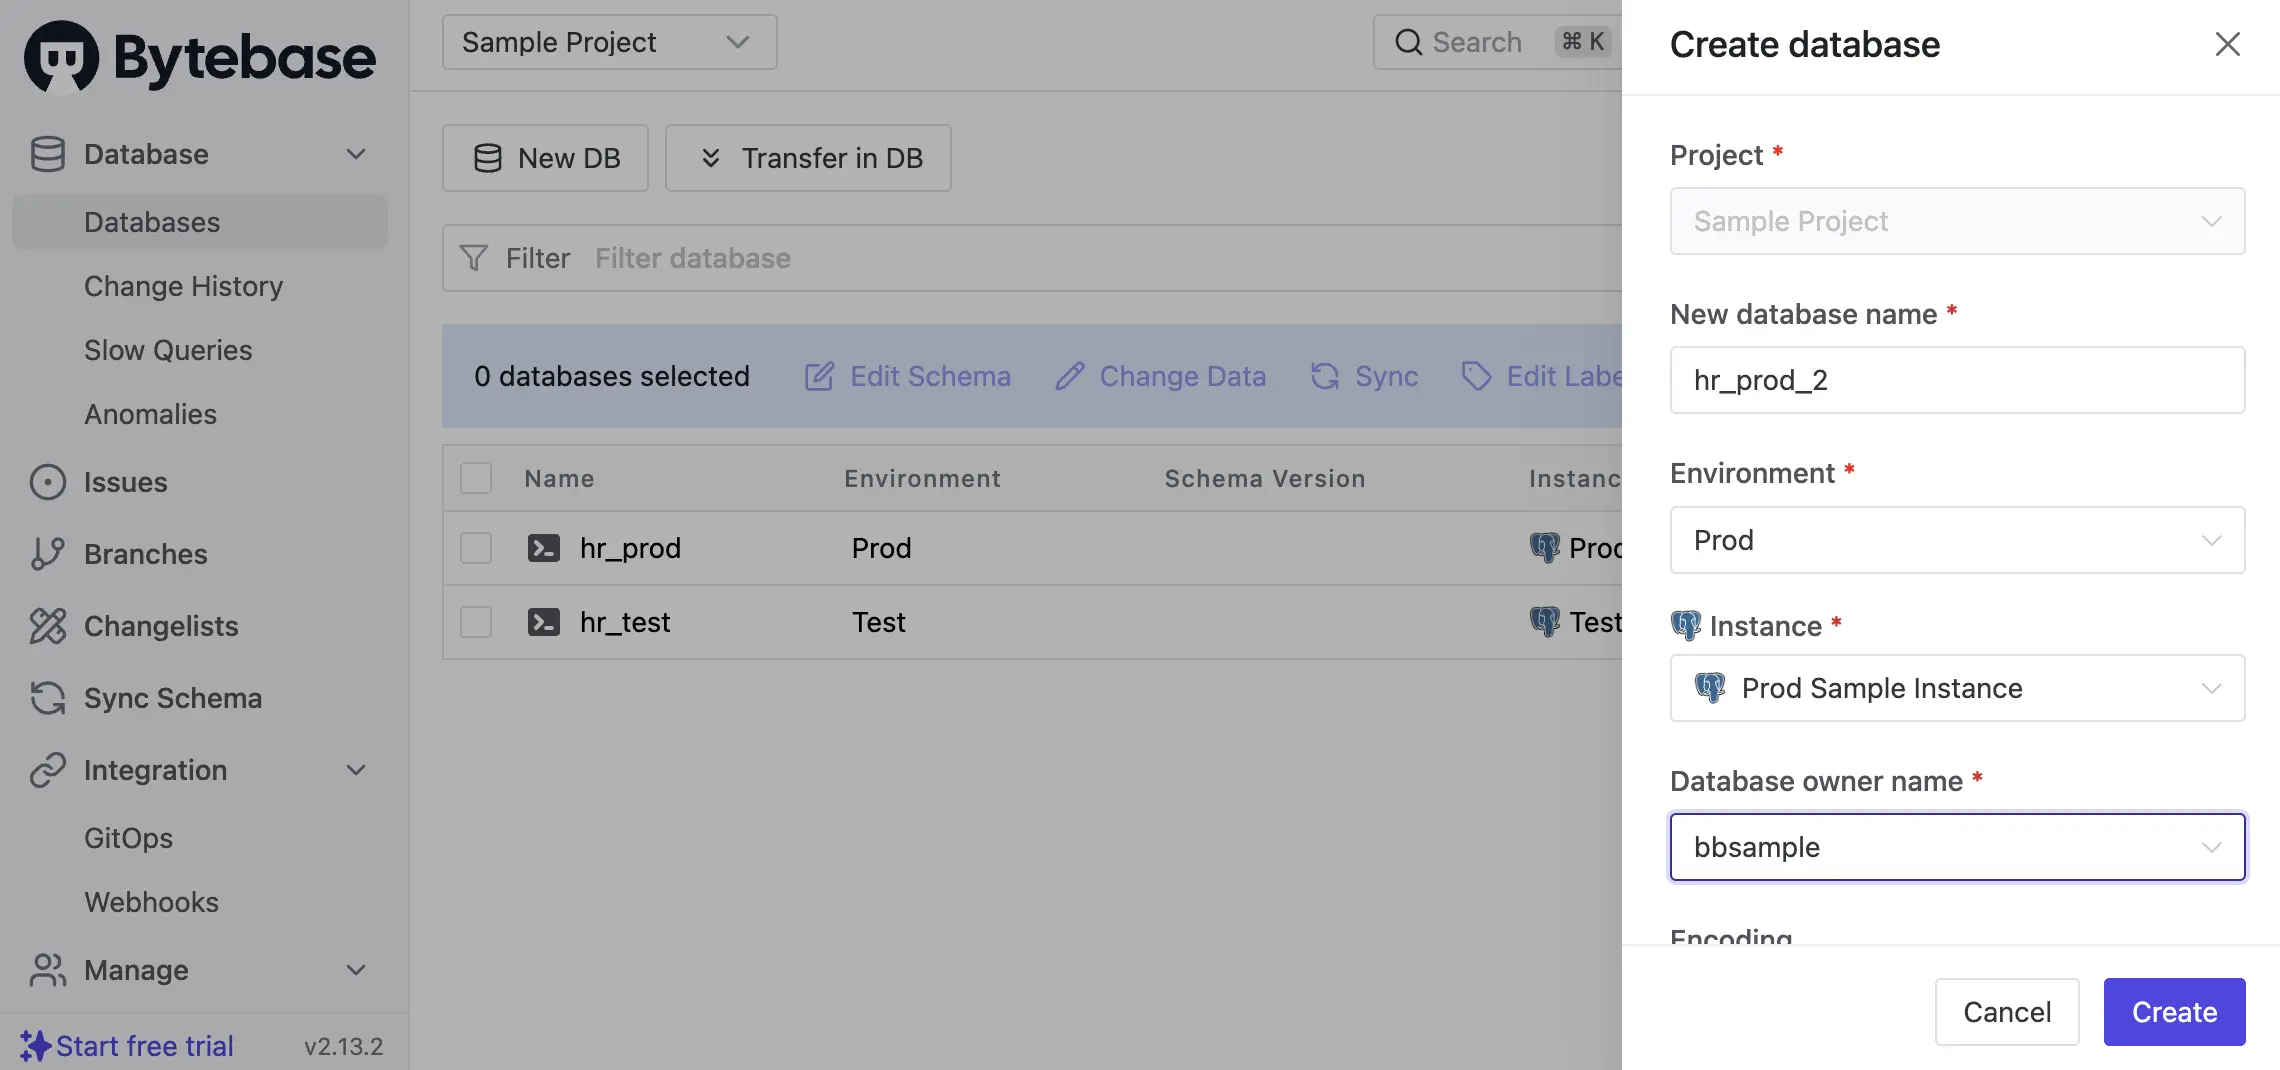 Bytebase
Database
Databases
Change History
Slow Queries
Anomalies
Issues
Branches
Changelists
Sync Schema
Integration
GitOps
Webhooks
Manage
Start free trial
v2.13.2
Sample Project
Search
⌘ K
New DB
Transfer in DB
Filter
Filter database
0 databases selected
Edit Schema
Change Data
Sync
Edit Labe
Name
Environment
Schema Version
Instanc
hr_prod
Prod
Prod
hr_test
Test
Test
Create database
Project *
Sample Project
New database name *
hr_prod_2
Environment *
Prod
Instance *
Prod Sample Instance
Database owner name *
bbsample
Encoding
Cancel
Create